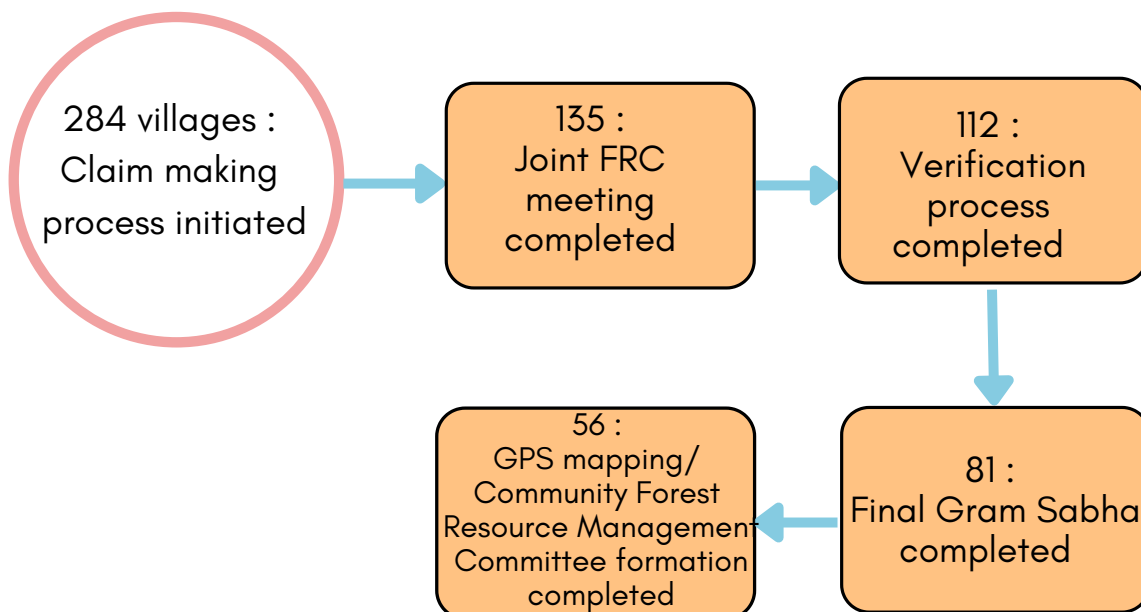 284 villages :
Claim making
process initiated
135 :
Joint FRC
meeting
completed
112 :
Verification
process
completed
81 :
Final Gram Sabha
completed
56 :
GPS mapping/
Community Forest
Resource Management
Committee formation
completed